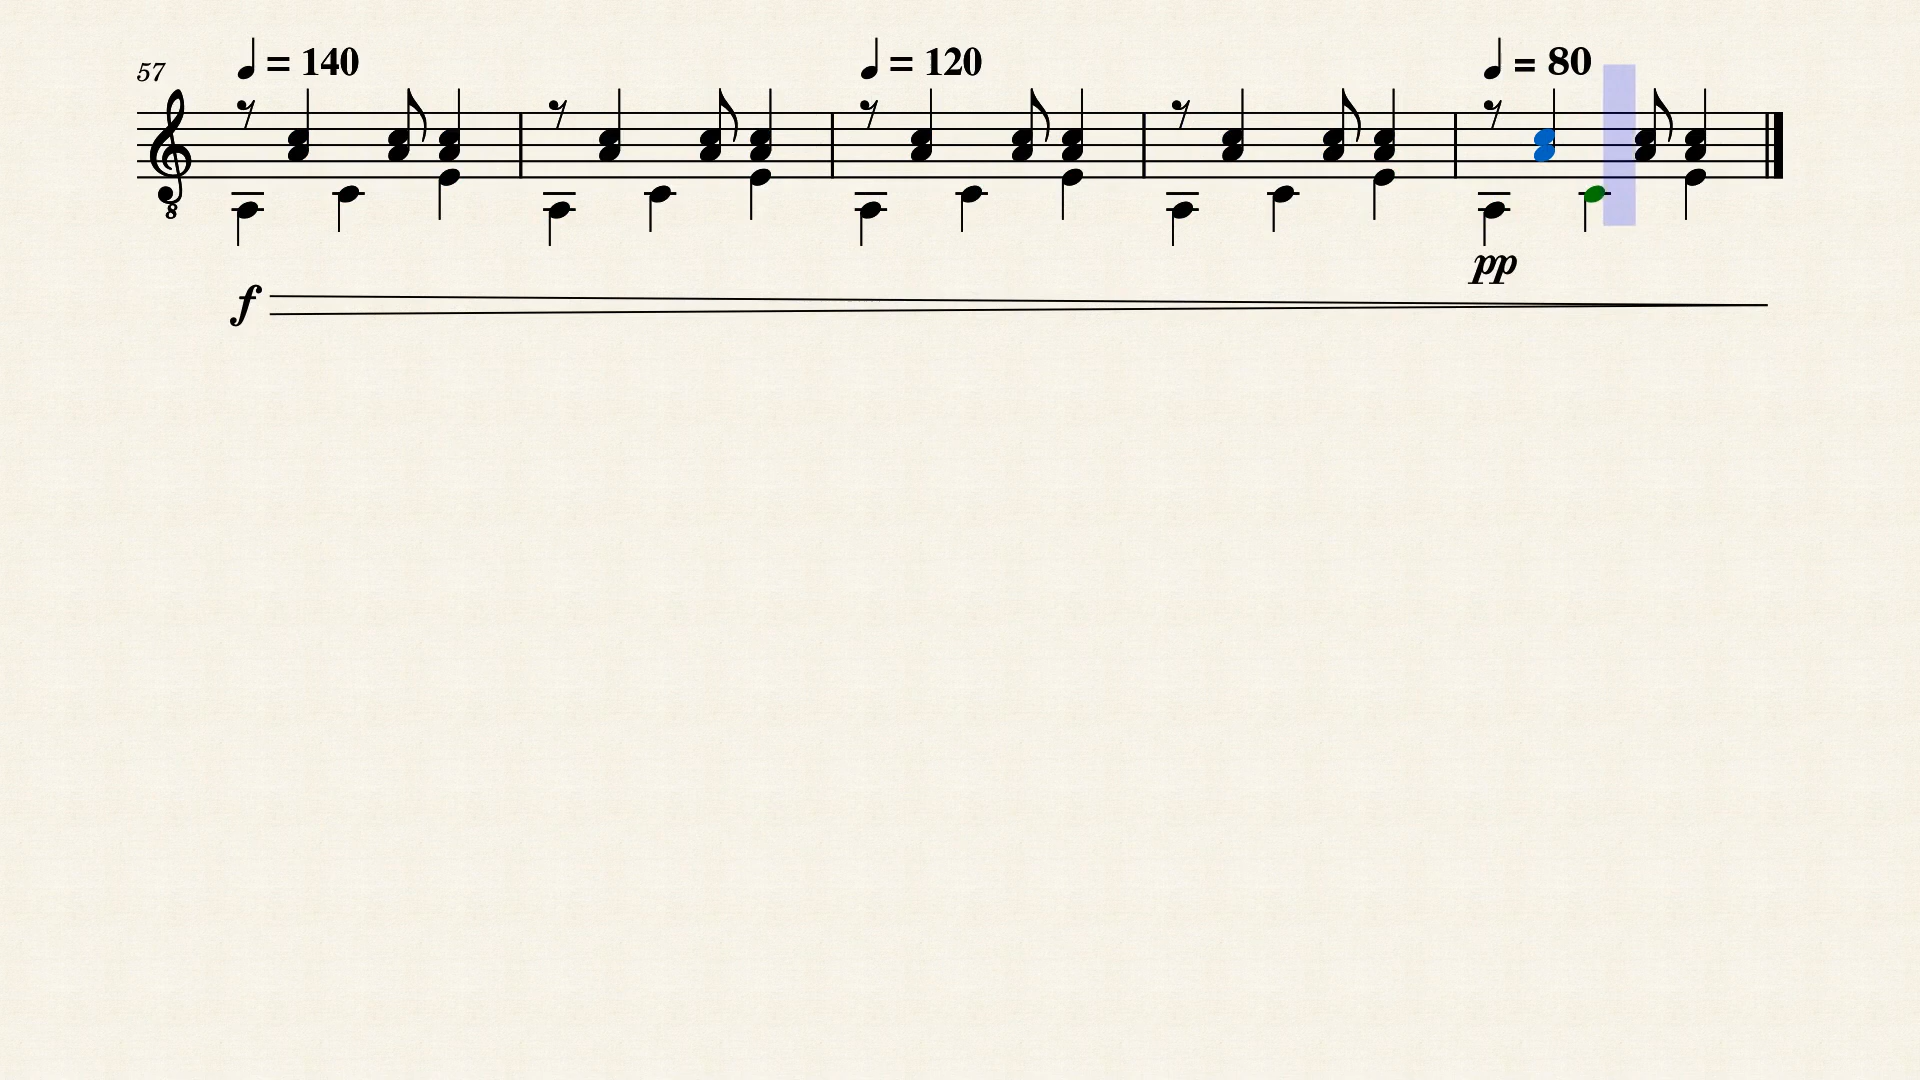 57 ♩ = 140 ♩ = 120 ♩ = 80
8
pp
f